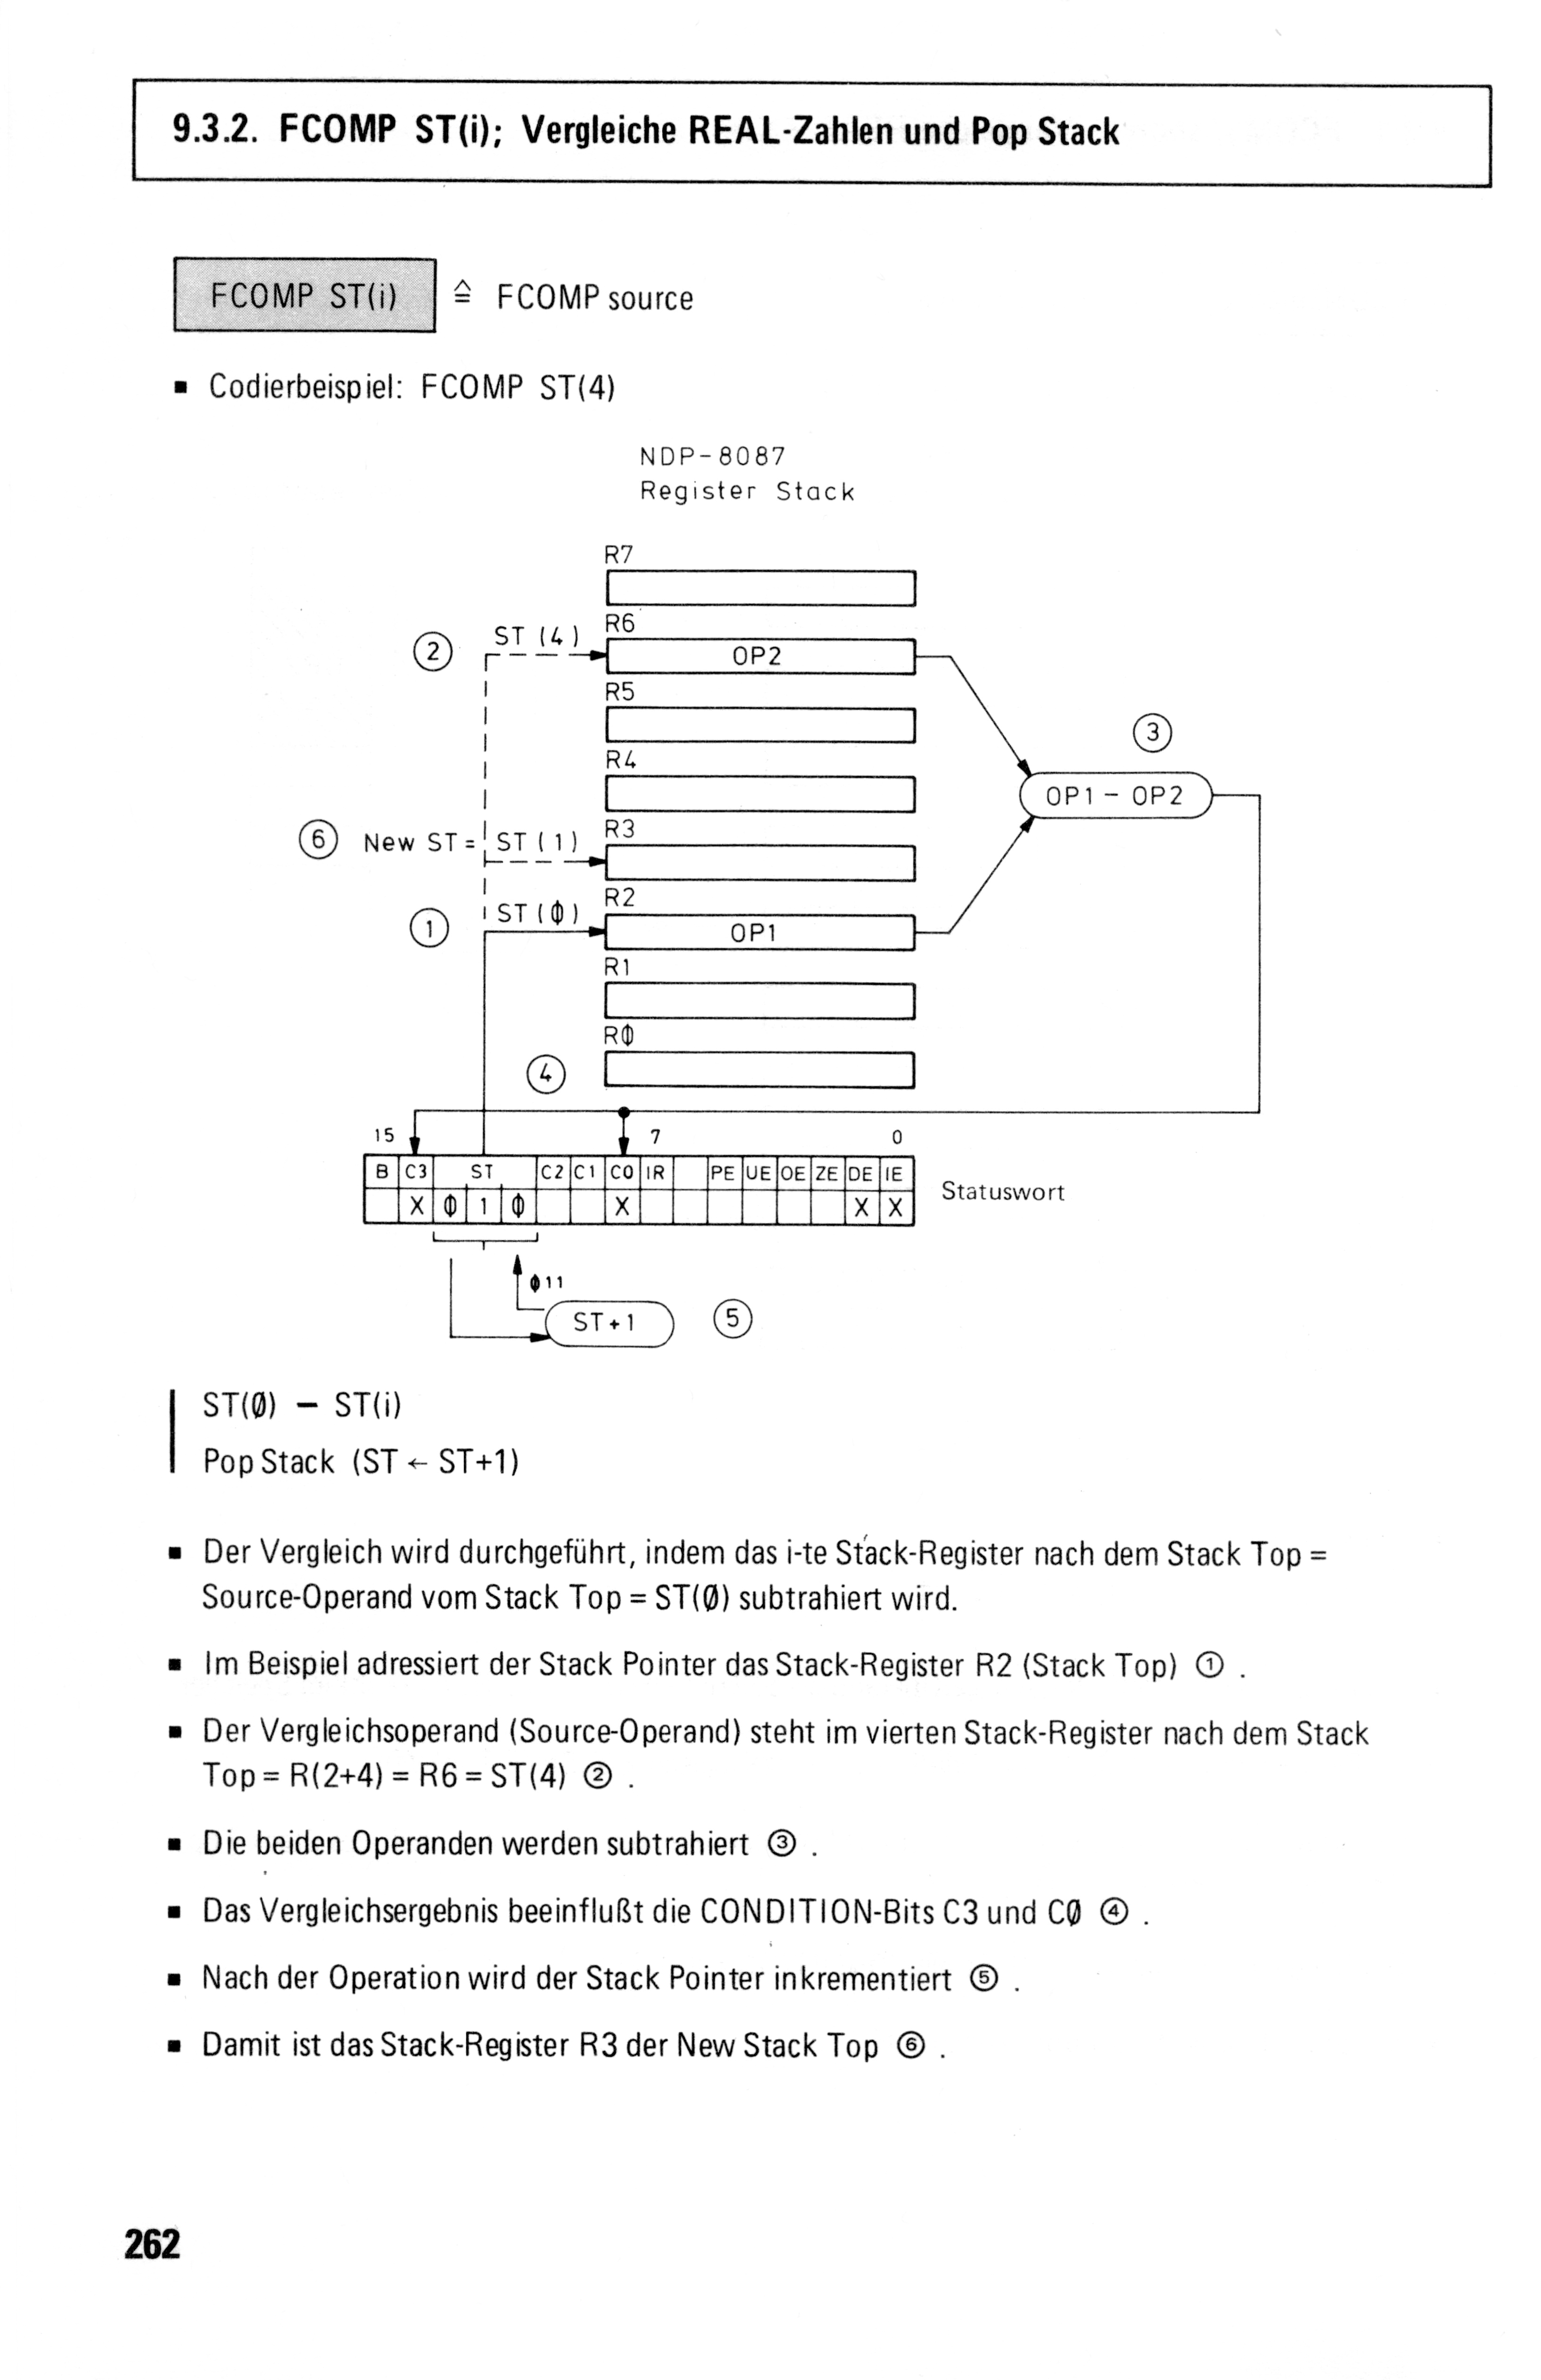 9.3.2. FCOMP ST(i); Vergleiche REAL-Zahlen und Pop Stack
FCOMP ST(i) ≙ FCOMP source
▪ Codierbeispiel: FCOMP ST(4)
NDP-8087
Register Stack
R7
② ST (4) R6
OP2
R5
③
R4
OP1 – OP2
⑥ New ST = ST (1) R3
① ST (0) R2
OP1
R1
R0
④
15 7 0
B C3 ST C2 C1 C0 IR PE UE OE ZE DE IE
X 0 1 0 X X X
Statuswort
011
ST+1 ⑤
ST(Ø) – ST(i)
Pop Stack (ST ← ST+1)
▪ Der Vergleich wird durchgeführt, indem das i-te Stack-Register nach dem Stack Top =
Source-Operand vom Stack Top = ST(Ø) subtrahiert wird.
▪ Im Beispiel adressiert der Stack Pointer das Stack-Register R2 (Stack Top) ① .
▪ Der Vergleichsoperand (Source-Operand) steht im vierten Stack-Register nach dem Stack
Top = R(2+4) = R6 = ST(4) ② .
▪ Die beiden Operanden werden subtrahiert ③ .
▪ Das Vergleichsergebnis beeinflußt die CONDITION-Bits C3 und CØ ④ .
▪ Nach der Operation wird der Stack Pointer inkrementiert ⑤ .
▪ Damit ist das Stack-Register R3 der New Stack Top ⑥ .
262